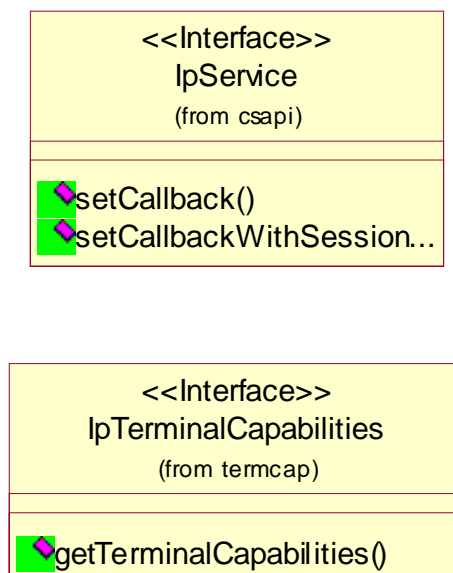 <<Interface>>
IpService
(from csapi)
setCallback()
setCallbackWithSession...
<<Interface>>
IpTerminalCapabilities
(from termcap)
getTerminalCapabilities()